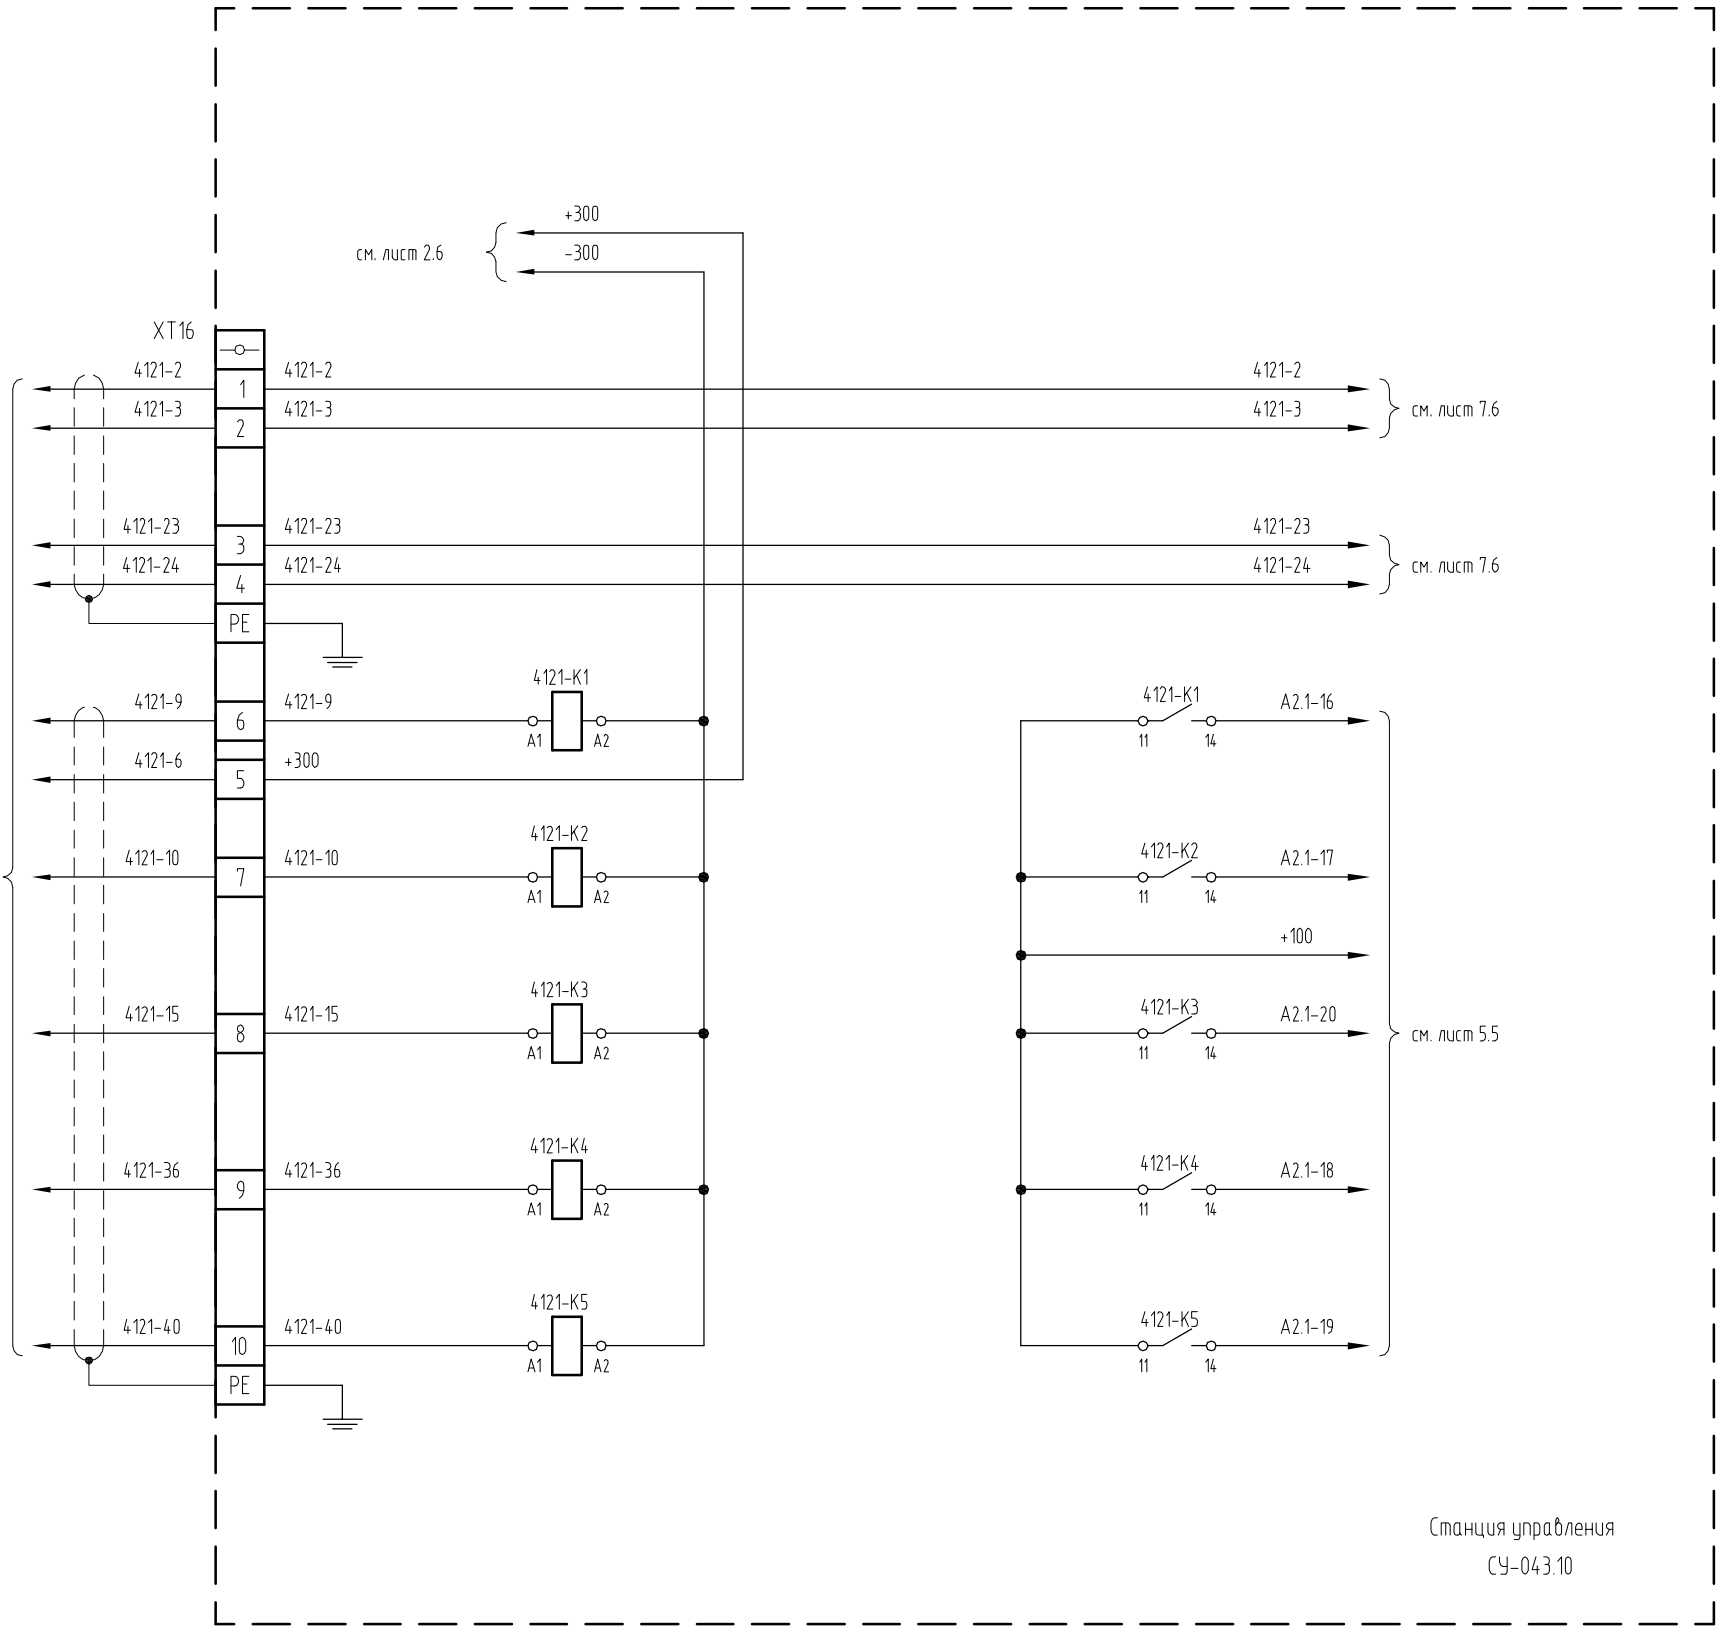 +300
см. лист 2.6
-300
XT16
4121-2 4121-2 4121-2
1
4121-3 4121-3 4121-3
см. лист 7.6
2
4121-23 4121-23 4121-23
3
4121-24 4121-24 4121-24
см. лист 7.6
4
PE
4121-K1
4121-9 4121-9 4121-K1 A2.1-16
6
A1 A2 11 14
4121-6 +300
5
4121-K2
4121-10 4121-10 4121-K2 A2.1-17
7
A1 A2 11 14
+100
4121-K3
4121-15 4121-15 4121-K3 A2.1-20
8 см. лист 5.5
A1 A2 11 14
4121-K4
4121-36 4121-36 4121-K4 A2.1-18
9
A1 A2 11 14
4121-K5
4121-40 4121-40 4121-K5 A2.1-19
10
A1 A2 11 14
PE
Станция управления
СУ-043.10